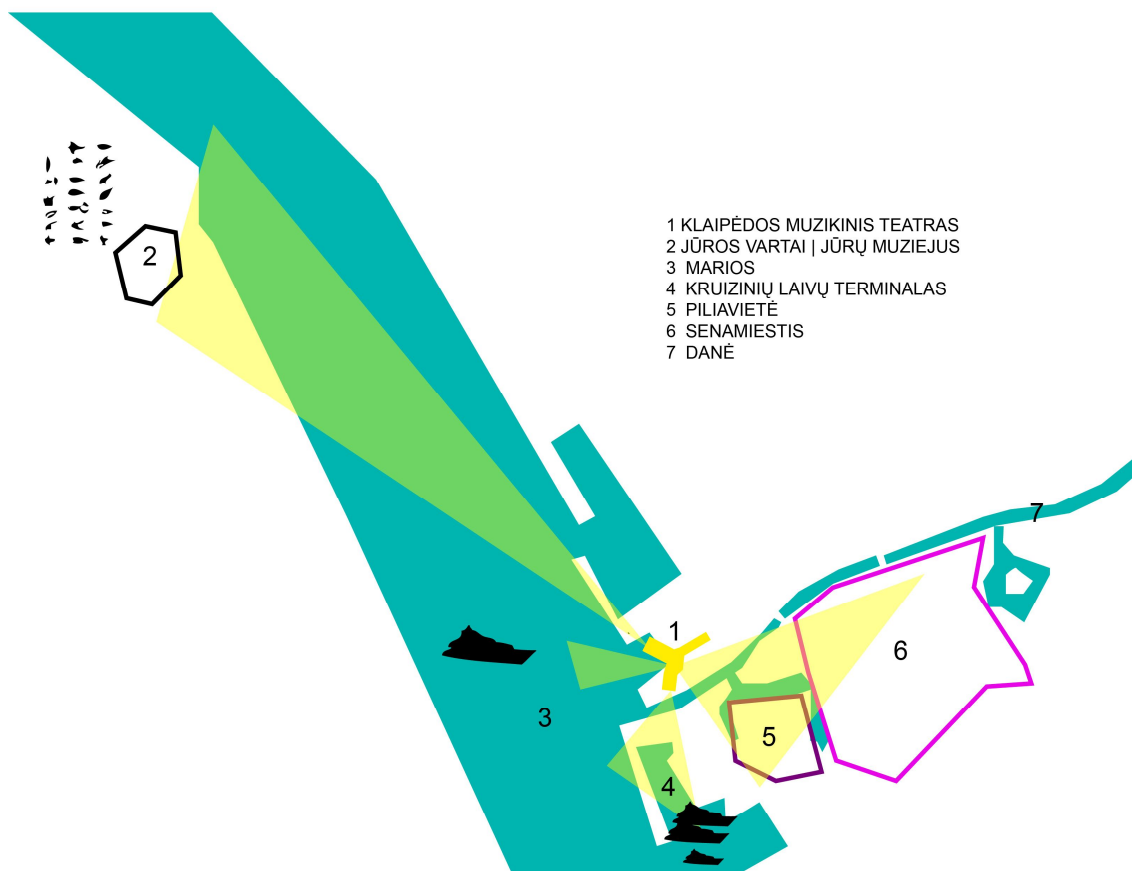 1 KLAIPĖDOS MUZIKINIS TEATRAS
2 JŪROS VARTAI | JŪRŲ MUZIEJUS
3 MARIOS
4 KRUIZINIŲ LAIVŲ TERMINALAS
5 PILIAVIETĖ
6 SENAMIESTIS
7 DANĖ
2
7
1
6
3
5
4